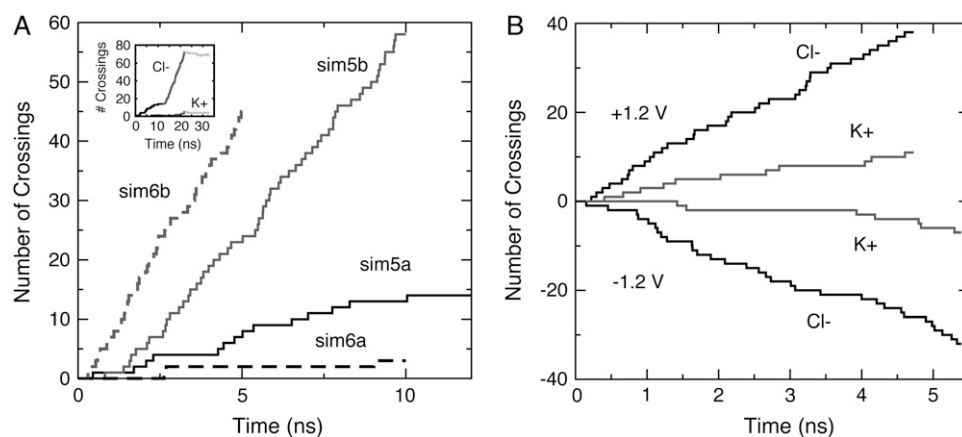 A
B
Number of Crossings
60
50
45
40
30
20
10
0
0
5
10
Time (ns)
sim5b
sim6b
sim5a
sim6a
# Crossings
80
60
40
20
0
0 10 20 30
Time (ns)
Cl-
K+
Number of Crossings
40
20
0
-20
-40
0 1 2 3 4 5
Time (ns)
Cl-
+1.2 V
K+
K+
-1.2 V
Cl-